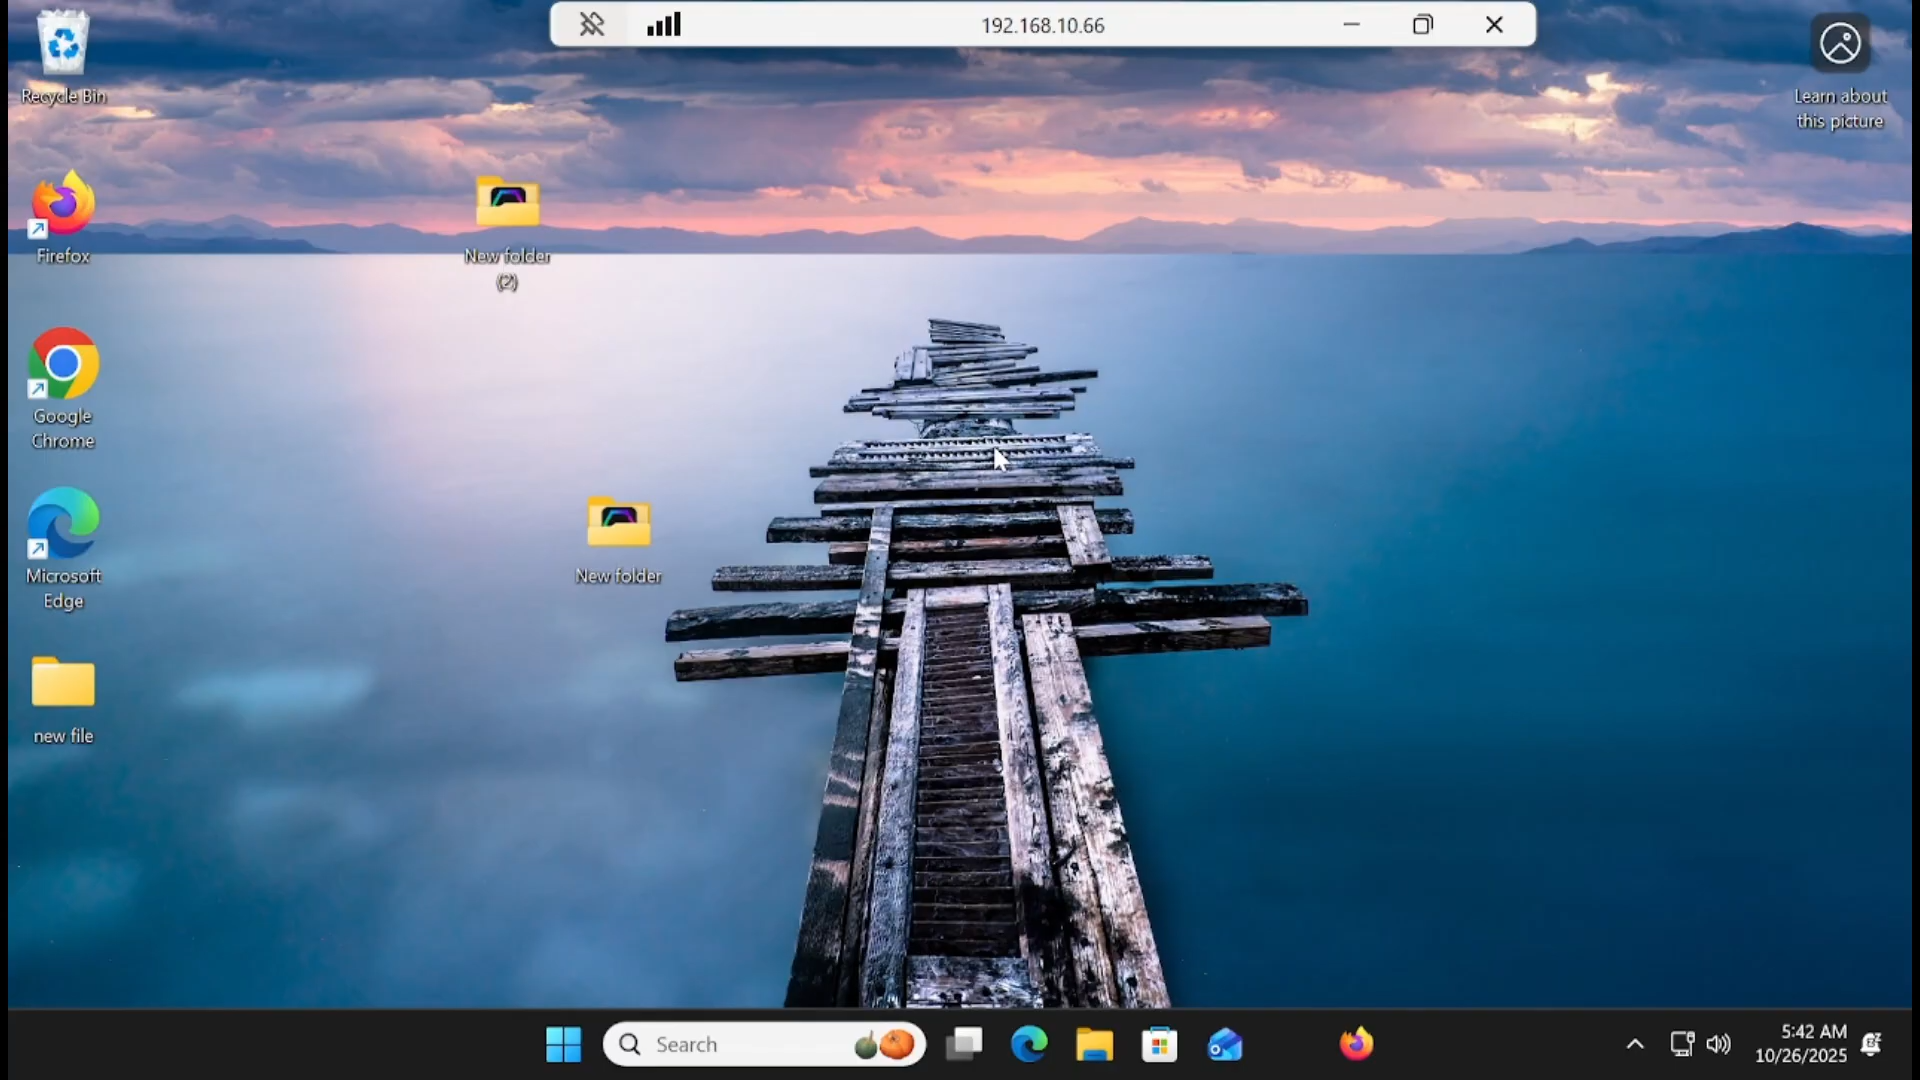 192.168.10.66
Recycle Bin
Learn about
this picture
Firefox
New folder
(2)
Google
Chrome
Microsoft
Edge
New folder
new file
Search
5:42 AM
10/26/2025